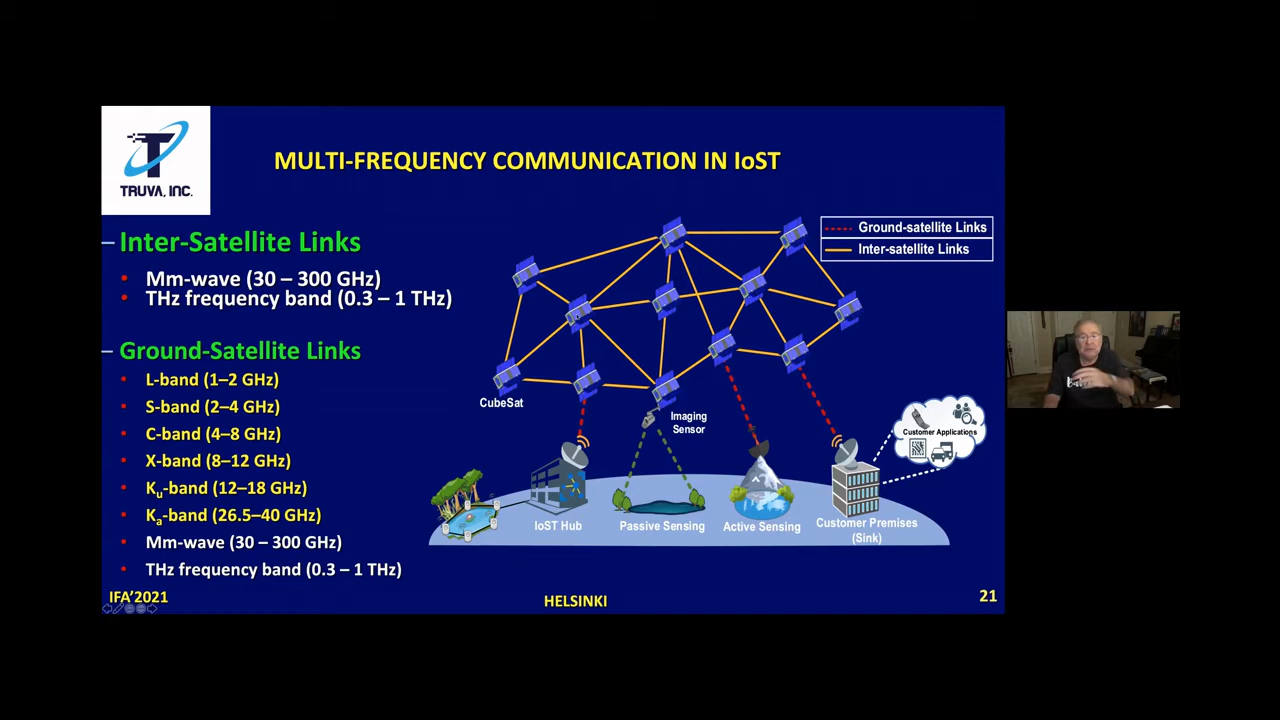 TRUVA, INC.
MULTI-FREQUENCY COMMUNICATION IN IoST
– Inter-Satellite Links
• Mm-wave (30 – 300 GHz)
• THz frequency band (0.3 – 1 THz)
– Ground-Satellite Links
• L-band (1–2 GHz)
• S-band (2–4 GHz)
• C-band (4–8 GHz)
• X-band (8–12 GHz)
• Ku-band (12–18 GHz)
• Ka-band (26.5–40 GHz)
• Mm-wave (30 – 300 GHz)
• THz frequency band (0.3 – 1 THz)
Ground-satellite Links
Inter-satellite Links
CubeSat
Imaging
Sensor
Customer Applications
IoST Hub
Passive Sensing
Active Sensing
Customer Premises
(Sink)
IFA'2021
HELSINKI
21